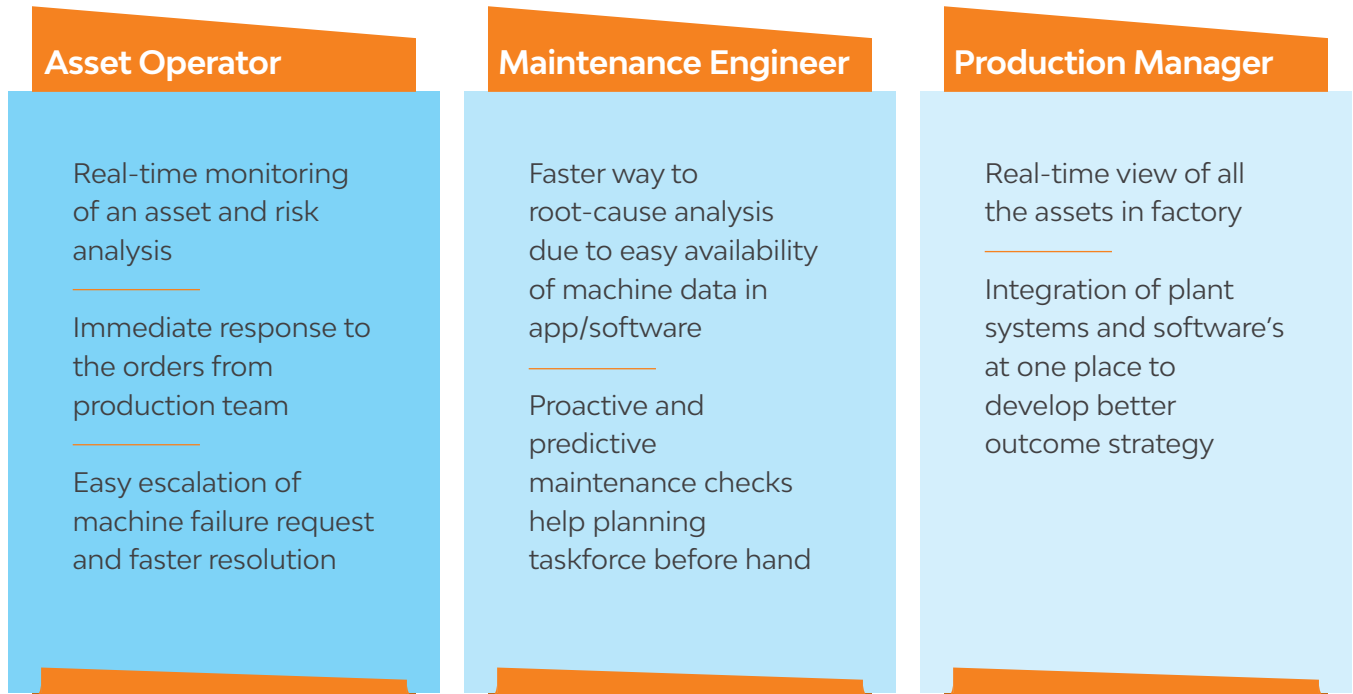 Asset Operator
Real-time monitoring
of an asset and risk
analysis
Immediate response to
the orders from
production team
Easy escalation of
machine failure request
and faster resolution
Maintenance Engineer
Faster way to
root-cause analysis
due to easy availability
of machine data in
app/software
Proactive and
predictive
maintenance checks
help planning
taskforce before hand
Production Manager
Real-time view of all
the assets in factory
Integration of plant
systems and software's
at one place to
develop better
outcome strategy